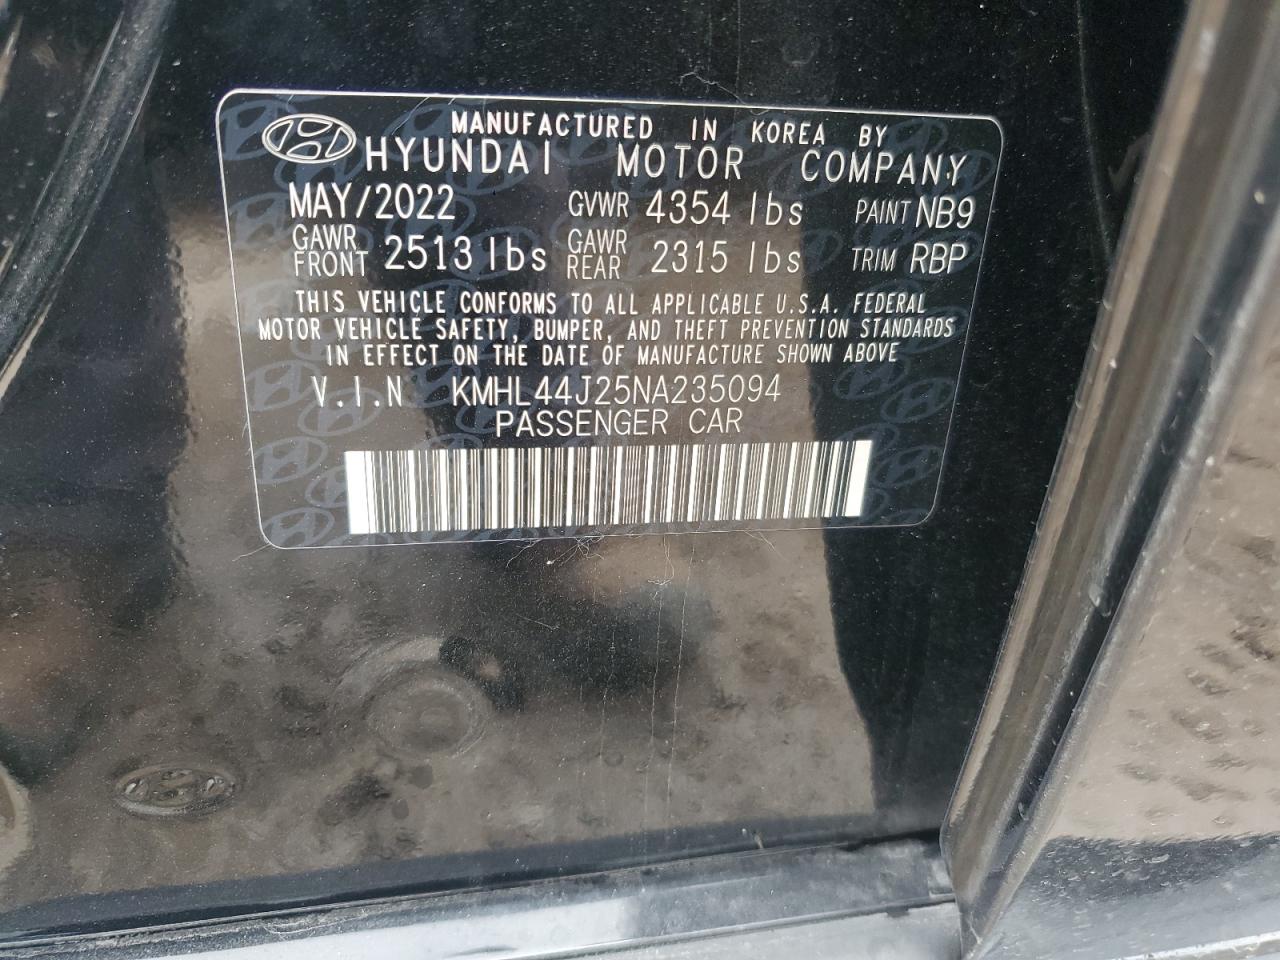 MANUFACTURED IN KOREA BY
HYUNDAI MOTOR COMPANY
MAY/2022 GVWR 4354 lbs PAINT NB9
GAWR FRONT 2513 lbs GAWR REAR 2315 lbs TRIM RBP
THIS VEHICLE CONFORMS TO ALL APPLICABLE U.S.A. FEDERAL
MOTOR VEHICLE SAFETY, BUMPER, AND THEFT PREVENTION STANDARDS
IN EFFECT ON THE DATE OF MANUFACTURE SHOWN ABOVE
V.I.N KMHL44J25NA235094
PASSENGER CAR